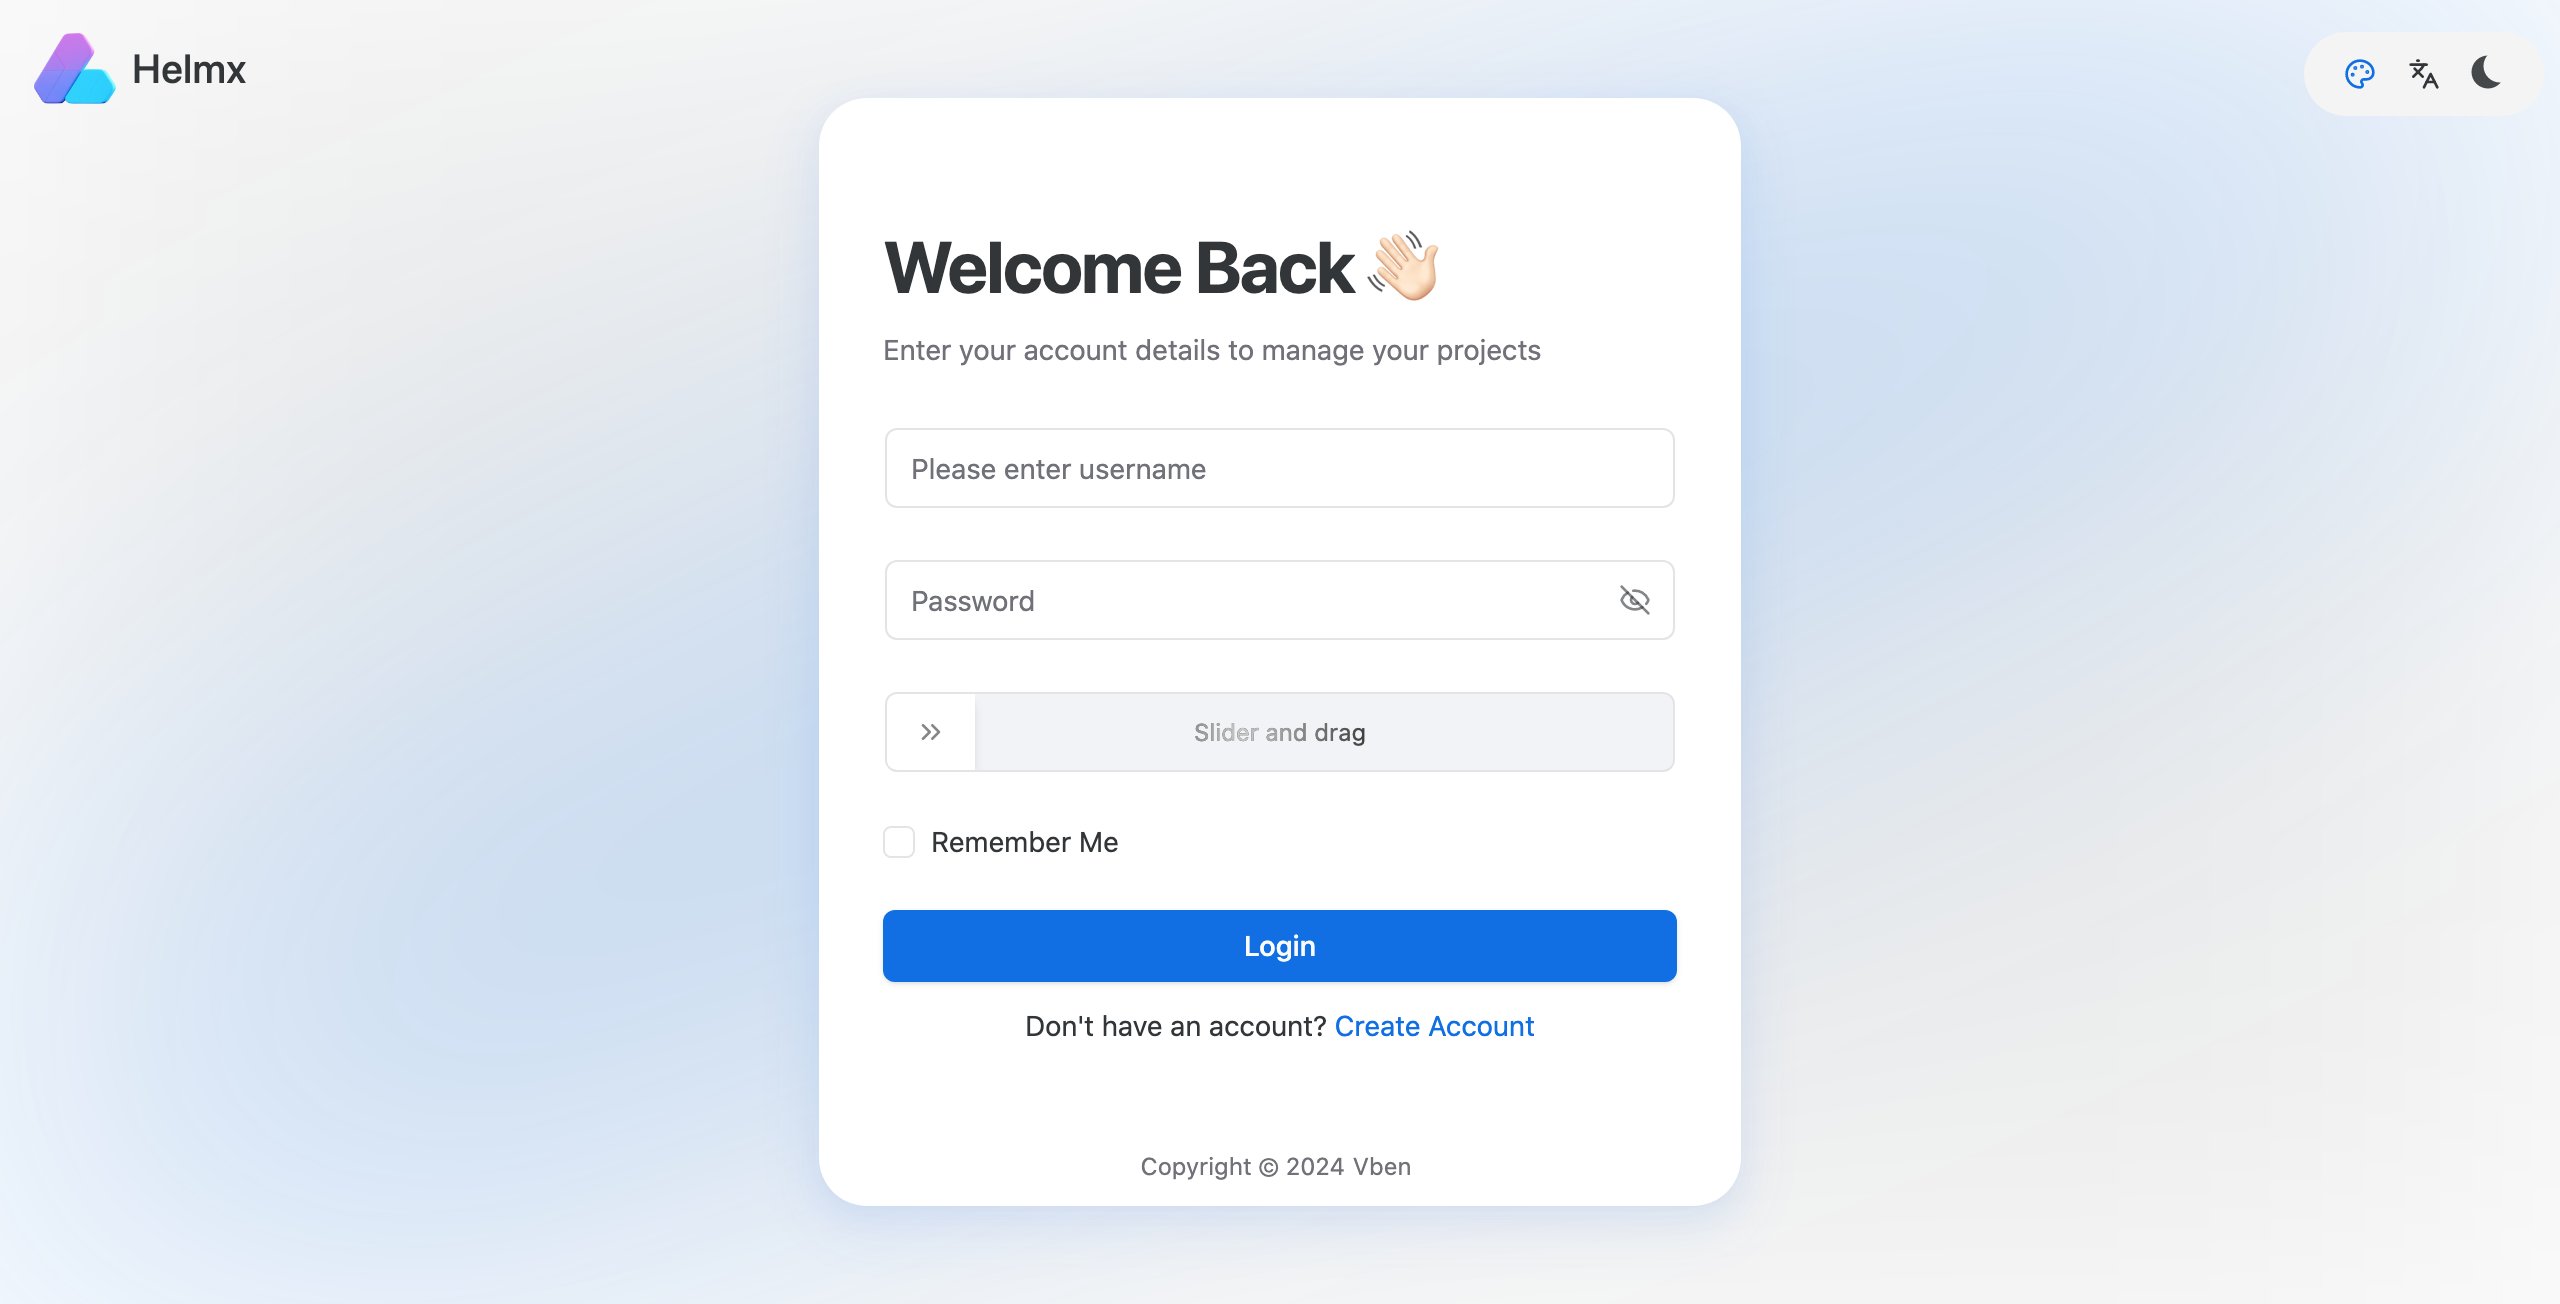 Helmx
Welcome Back 👋🏻
Enter your account details to manage your projects
Please enter username
Password
Slider and drag
Remember Me
Login
Don't have an account? Create Account
Copyright © 2024 Vben